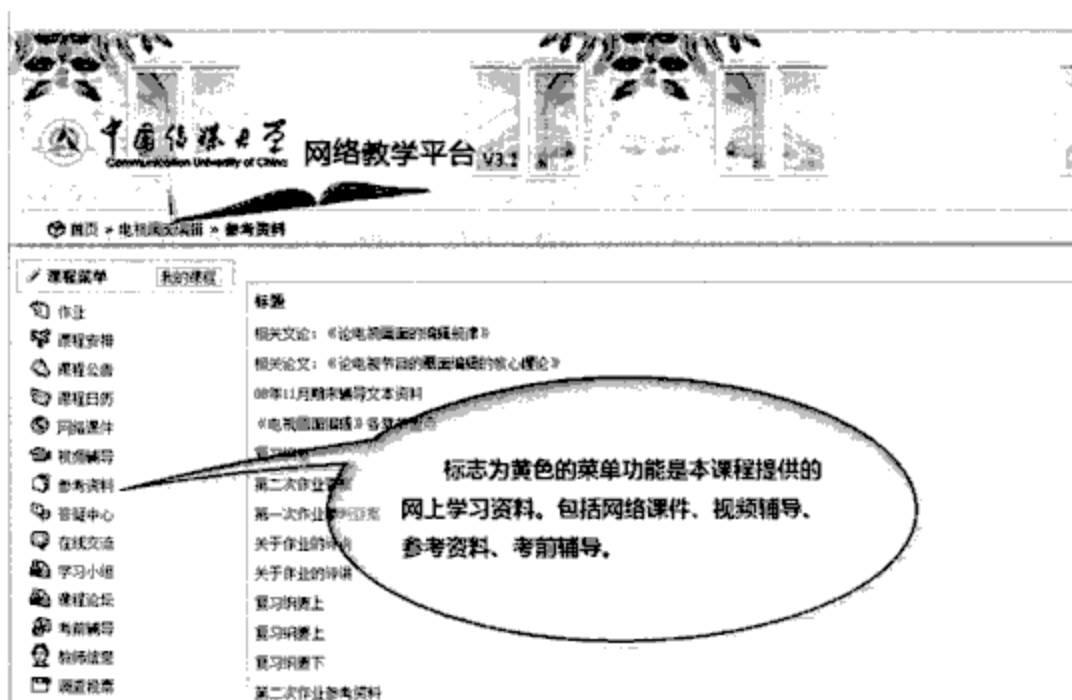 中国传媒大学
Communication University of China
网络教学平台 V3.1
首页 » 电视画面编辑 » 参考资料
课程菜单 我的课程
作业
课程安排
课程公告
课程日历
网络课件
视频辅导
参考资料
答疑中心
在线交流
学习小组
课程论坛
考前辅导
教师信息
调查投票
标题
相关文论：《论电视画面的编辑规律》
相关论文：《论电视节目的画面编辑的核心理论》
08年11月期末辅导文本资料
《电视画面编辑》
第二次作业
第一次作业
关于作业的讲评
关于作业的讲评
复习纲要上
复习纲要上
复习纲要下
第二次作业参考资料
标志为黄色的菜单功能是本课程提供的
网上学习资料。包括网络课件、视频辅导、
参考资料、考前辅导。